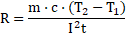 R = m · c · (T₂ − T₁) / I²t